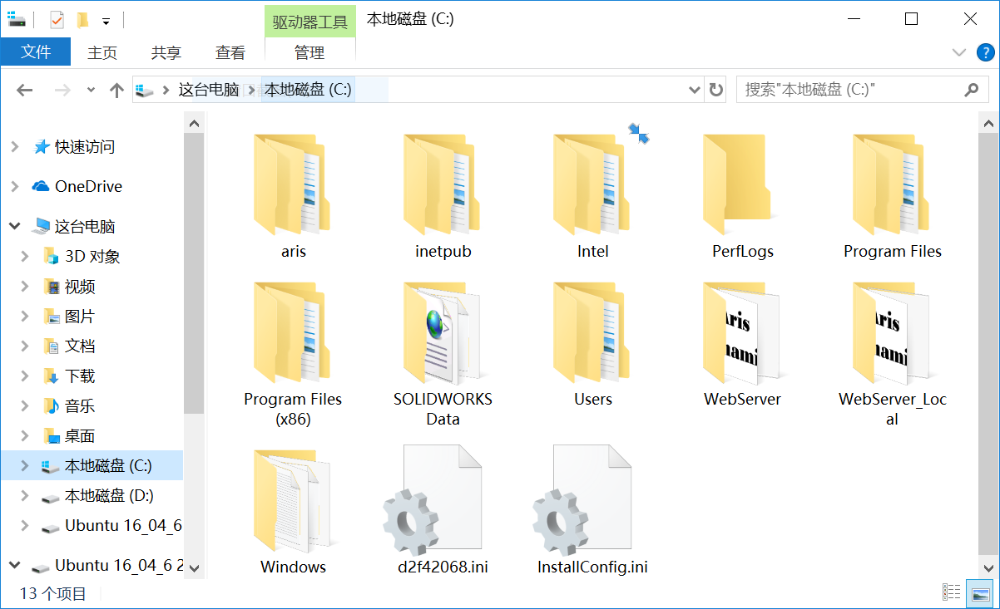 驱动器工具
本地磁盘 (C:)
文件
主页
共享
查看
管理
这台电脑
本地磁盘 (C:)
搜索"本地磁盘 (C:)"
快速访问
OneDrive
这台电脑
3D 对象
视频
图片
文档
下载
音乐
桌面
本地磁盘 (C:)
本地磁盘 (D:)
Ubuntu 16_04_6
Ubuntu 16_04_6 2
aris
inetpub
Intel
PerfLogs
Program Files
Program Files
(x86)
SOLIDWORKS
Data
Users
Aris
nami
WebServer
Aris
nami
WebServer_Loc
al
Windows
d2f42068.ini
InstallConfig.ini
13 个项目